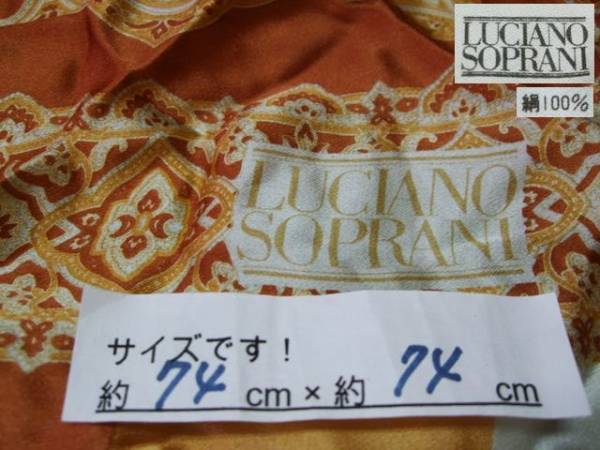 LUCIANO
SOPRANI
絹100%
LUCIANO
SOPRANI
サイズです!
約 74 cm × 約 74 cm